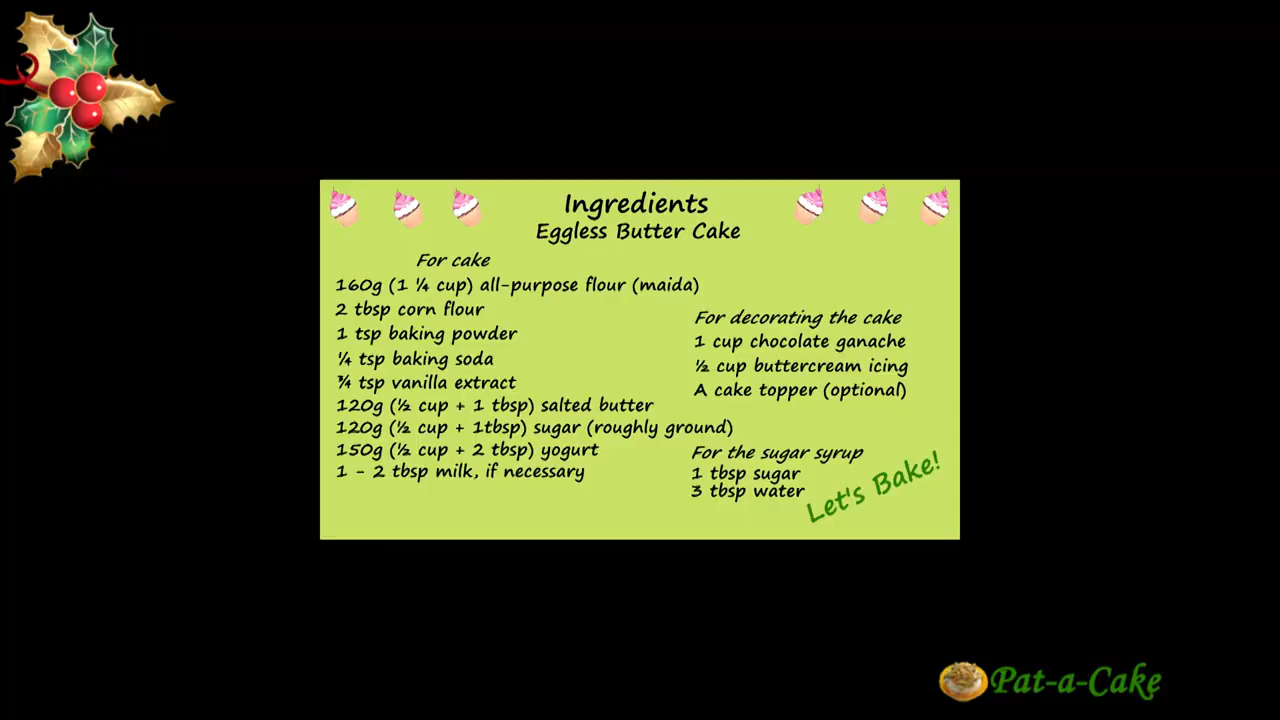 Ingredients
Eggless Butter Cake
For cake
160g (1 ¼ cup) all-purpose flour (maida)
2 tbsp corn flour
1 tsp baking powder
¼ tsp baking soda
¾ tsp vanilla extract
120g (½ cup + 1 tbsp) salted butter
120g (½ cup + 1tbsp) sugar (roughly ground)
150g (½ cup + 2 tbsp) yogurt
1 - 2 tbsp milk, if necessary
For decorating the cake
1 cup chocolate ganache
½ cup buttercream icing
A cake topper (optional)
For the sugar syrup
1 tbsp sugar
3 tbsp water
Let's Bake!
Pat-a-Cake